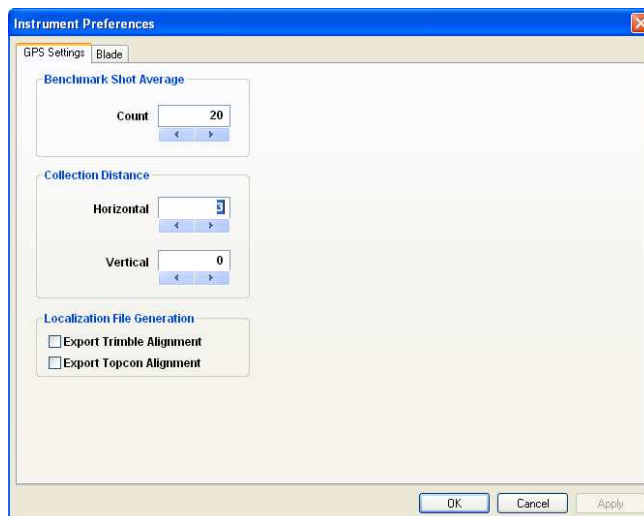 Instrument Preferences
GPS Settings Blade
Benchmark Shot Average
Count 20
Collection Distance
Horizontal 3
Vertical 0
Localization File Generation
Export Trimble Alignment
Export Topcon Alignment
OK Cancel Apply